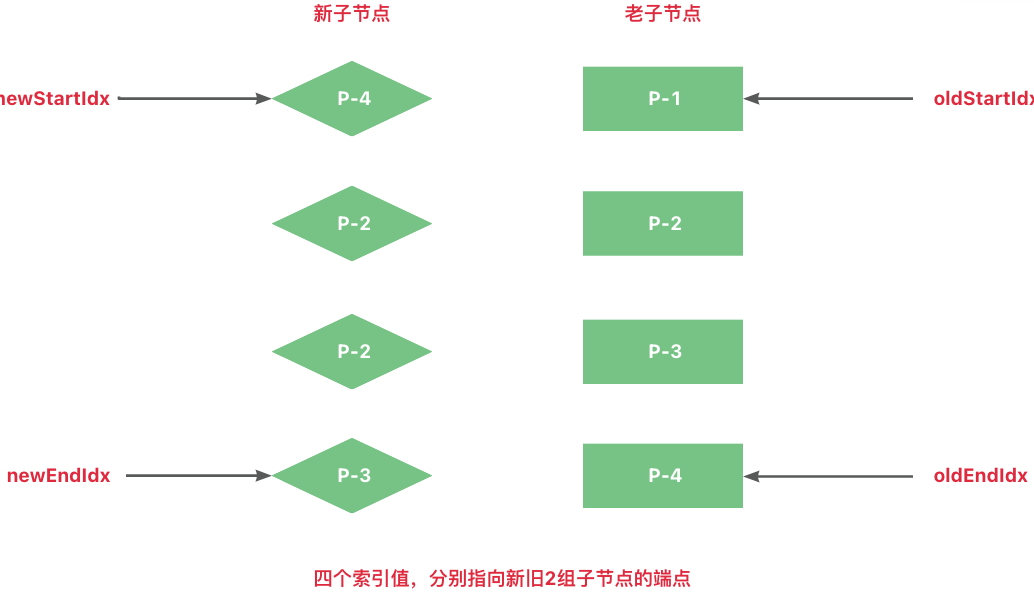 新子节点 老子节点
newStartIdx P-4 P-1 oldStartIdx
P-2 P-2
P-2 P-3
newEndIdx P-3 P-4 oldEndIdx
四个索引值，分别指向新旧2组子节点的端点